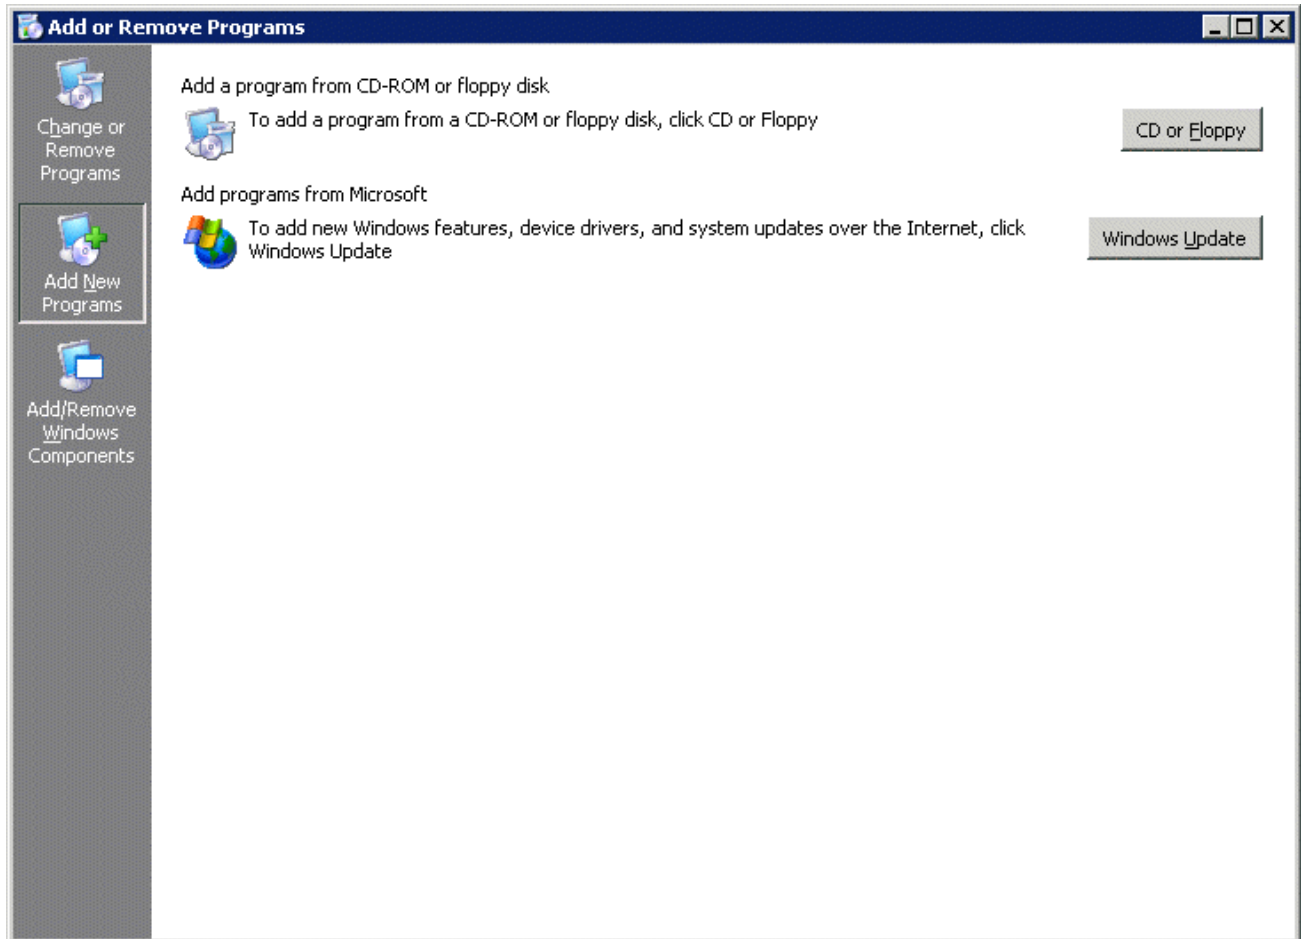 Add or Remove Programs
Change or
Remove
Programs
Add New
Programs
Add/Remove
Windows
Components
Add a program from CD-ROM or floppy disk
To add a program from a CD-ROM or floppy disk, click CD or Floppy
CD or Floppy
Add programs from Microsoft
To add new Windows features, device drivers, and system updates over the Internet, click
Windows Update
Windows Update